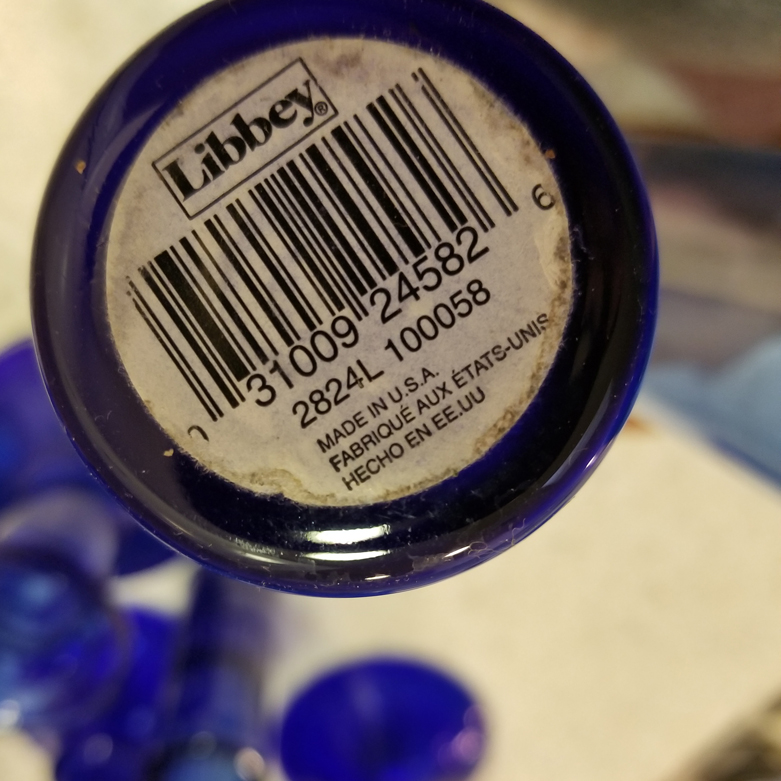 Libbey®
0 31009 24582 6
2824L 100058
MADE IN U.S.A.
FABRIQUÉ AUX ÉTATS-UNIS
HECHO EN EE.UU